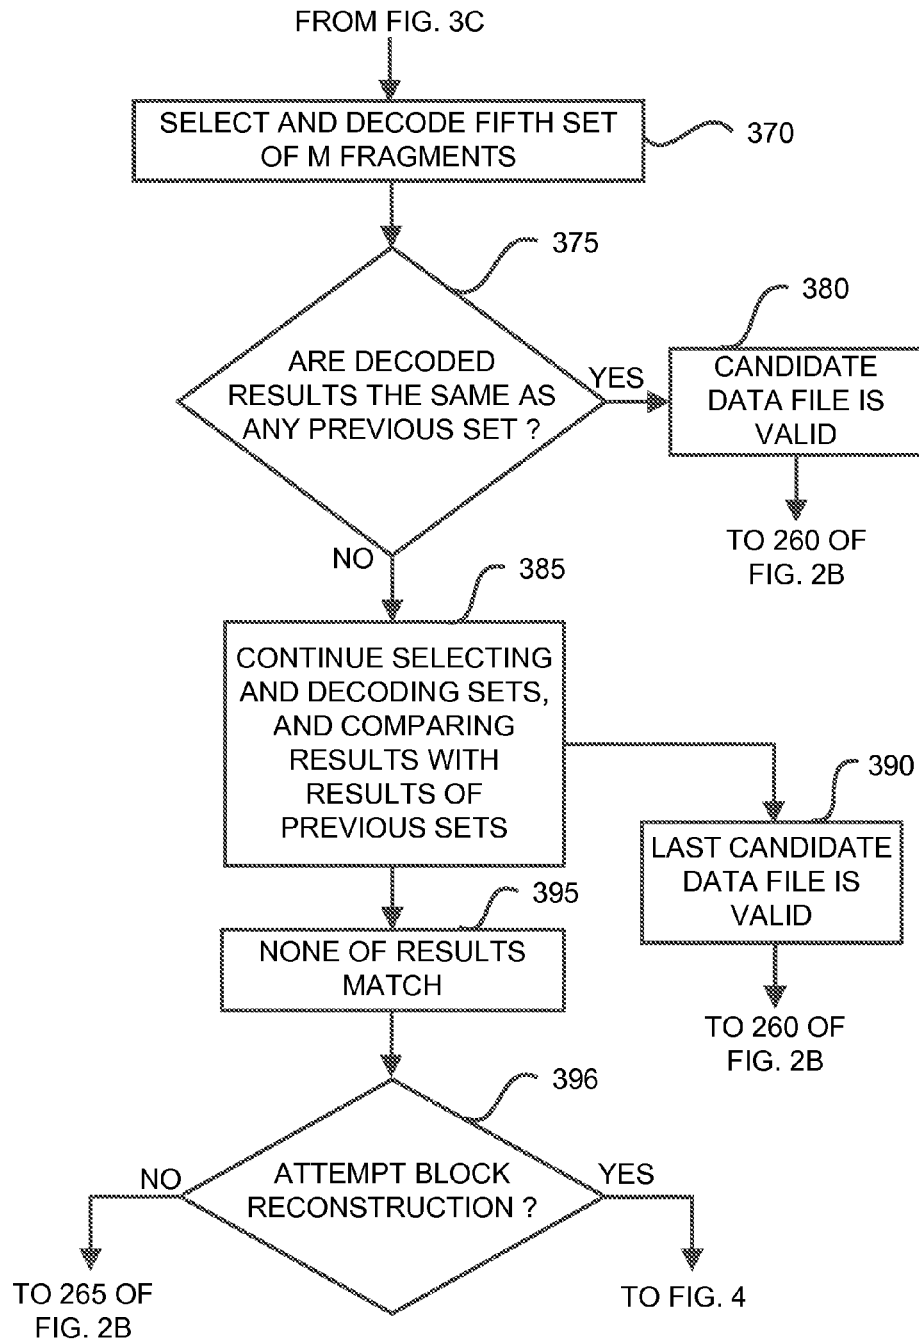 FROM FIG. 3C
SELECT AND DECODE FIFTH SET
OF M FRAGMENTS
370
375
ARE DECODED
RESULTS THE SAME AS
ANY PREVIOUS SET ?
YES
380
CANDIDATE
DATA FILE IS
VALID
TO 260 OF
FIG. 2B
NO
385
CONTINUE SELECTING
AND DECODING SETS,
AND COMPARING
RESULTS WITH
RESULTS OF
PREVIOUS SETS
390
LAST CANDIDATE
DATA FILE IS
VALID
TO 260 OF
FIG. 2B
395
NONE OF RESULTS
MATCH
396
ATTEMPT BLOCK
RECONSTRUCTION ?
NO
YES
TO 265 OF
FIG. 2B
TO FIG. 4